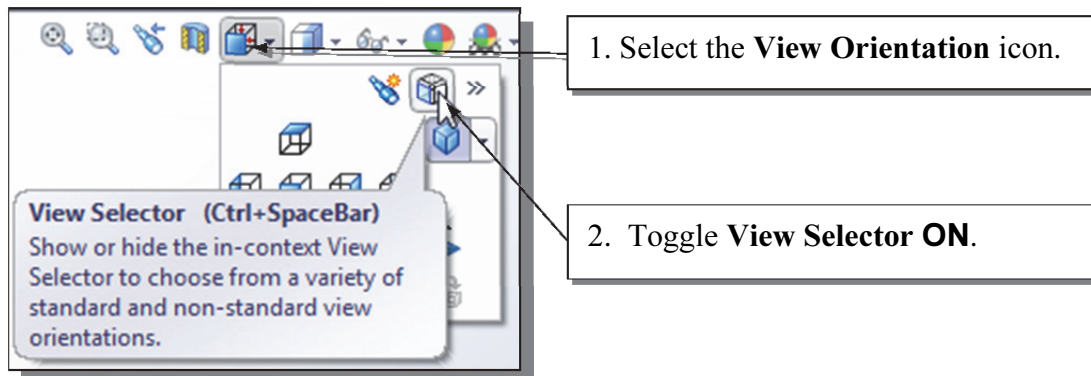 1. Select the View Orientation icon.
View Selector (Ctrl+SpaceBar)
Show or hide the in-context View
Selector to choose from a variety of
standard and non-standard view
orientations.
2. Toggle View Selector ON.